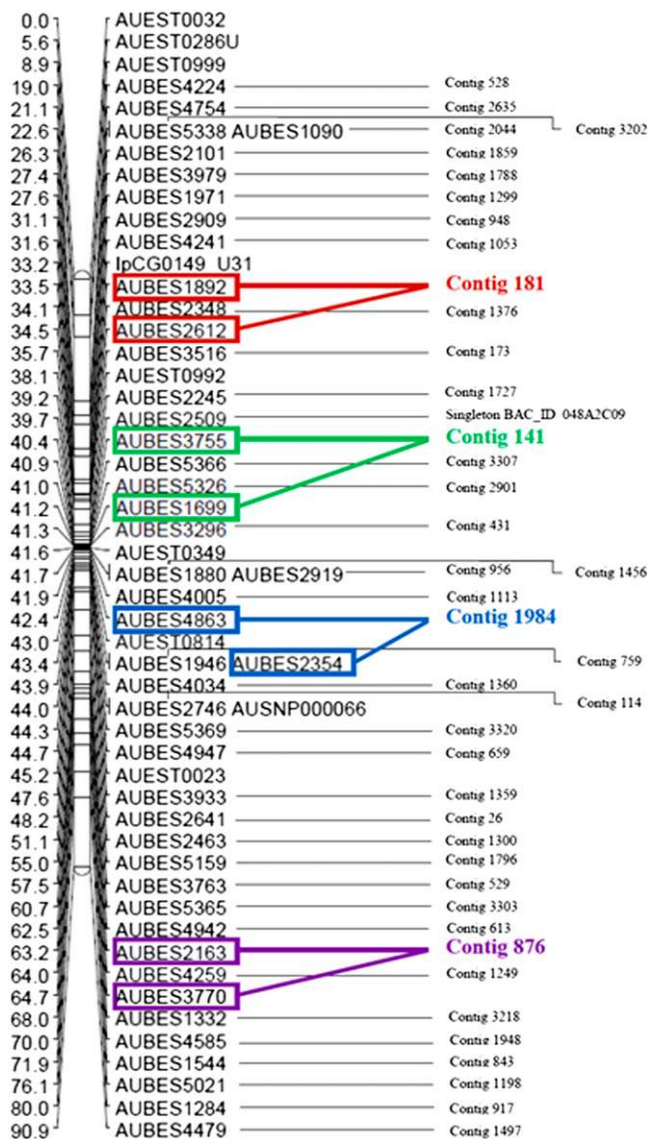 0.0 AUEST0032
5.6 AUEST0286U
8.9 AUEST0999
19.0 AUBES4224 Contig 528
21.1 AUBES4754 Contig 2635
22.6 AUBES5338 AUBES1090 Contig 2044 Contig 3202
26.3 AUBES2101 Contig 1859
27.4 AUBES3979 Contig 1788
27.6 AUBES1971 Contig 1299
31.1 AUBES2909 Contig 948
31.6 AUBES4241 Contig 1053
33.2 IpCG0149_U31
33.5 AUBES1892 Contig 181
34.1 AUBES2348 Contig 1376
34.5 AUBES2612
35.7 AUBES3516 Contig 173
38.1 AUEST0992
39.2 AUBES2245 Contig 1727
39.7 AUBES2509 Singleton BAC_ID 048A2C09
40.4 AUBES3755 Contig 141
40.9 AUBES5366 Contig 3307
41.0 AUBES5326 Contig 2901
41.2 AUBES1699
41.3 AUBES3296 Contig 431
41.6 AUEST0349
41.7 AUBES1880 AUBES2919 Contig 956 Contig 1456
41.9 AUBES4005 Contig 1113
42.4 AUBES4863 Contig 1984
43.0 AUEST0814
43.4 AUBES1946 AUBES2354 Contig 759
43.9 AUBES4034 Contig 1360
44.0 AUBES2746 AUSNP000066 Contig 114
44.3 AUBES5369 Contig 3320
44.7 AUBES4947 Contig 659
45.2 AUEST0023
47.6 AUBES3933 Contig 1359
48.2 AUBES2641 Contig 26
51.1 AUBES2463 Contig 1300
55.0 AUBES5159 Contig 1796
57.5 AUBES3763 Contig 529
60.7 AUBES5365 Contig 3303
62.5 AUBES4942 Contig 613
63.2 AUBES2163 Contig 876
64.0 AUBES4259 Contig 1249
64.7 AUBES3770
68.0 AUBES1332 Contig 3218
70.0 AUBES4585 Contig 1948
71.9 AUBES1544 Contig 843
76.1 AUBES5021 Contig 1198
80.0 AUBES1284 Contig 917
90.9 AUBES4479 Contig 1497